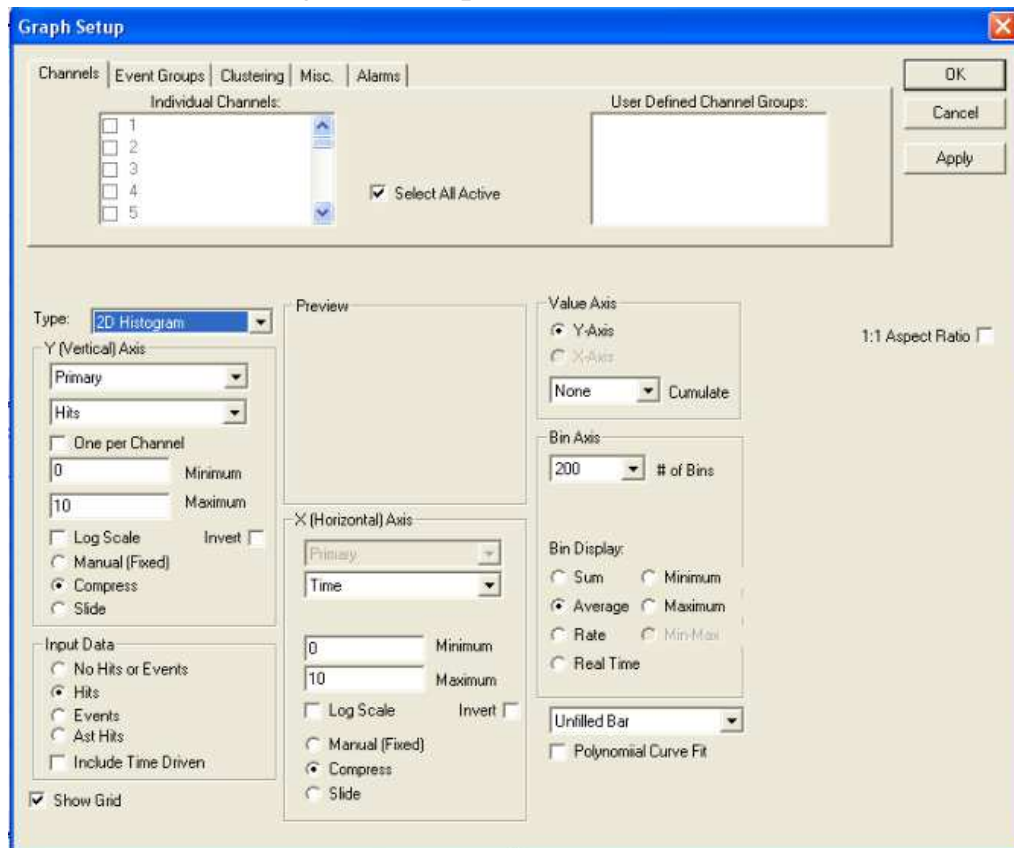 Graph Setup
Channels Event Groups Clustering Misc. Alarms
OK
Cancel
Apply
Individual Channels:
1
2
3
4
5
Select All Active
User Defined Channel Groups:
Type: 2D Histogram
Y (Vertical) Axis
Primary
Hits
One per Channel
0 Minimum
10 Maximum
Log Scale Invert
Manual (Fixed)
Compress
Slide
Input Data
No Hits or Events
Hits
Events
Ast Hits
Include Time Driven
Show Grid
Preview
X (Horizontal) Axis
Primary
Time
0 Minimum
10 Maximum
Log Scale Invert
Manual (Fixed)
Compress
Slide
Value Axis
Y-Axis
X-Axis
None Cumulate
Bin Axis
200 # of Bins
Bin Display:
Sum Minimum
Average Maximum
Rate Min-Max
Real Time
Unfilled Bar
Polynomiial Curve Fit
1:1 Aspect Ratio